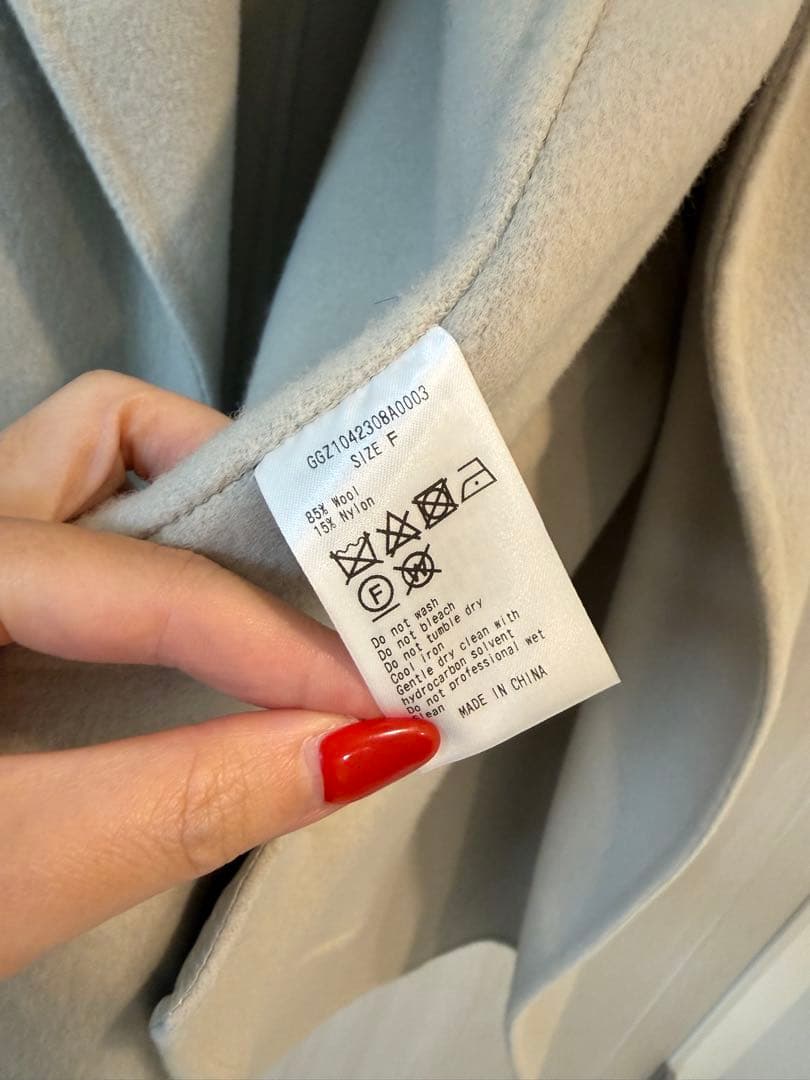 GGZ1042308A0003
SIZE F
85% Wool
15% Nylon
F W
Do not wash
Do not bleach
Do not tumble dry
Cool iron
Gentle dry clean with
hydrocarbon solvent
Do not professional wet
clean
MADE IN CHINA